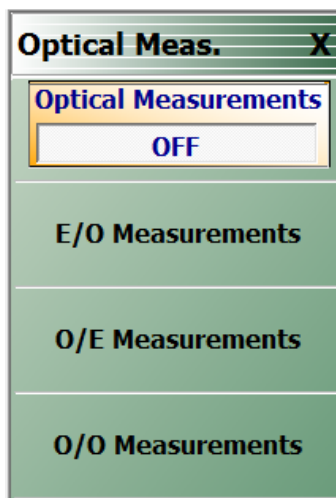 Optical Meas. X
Optical Measurements
OFF
E/O Measurements
O/E Measurements
O/O Measurements